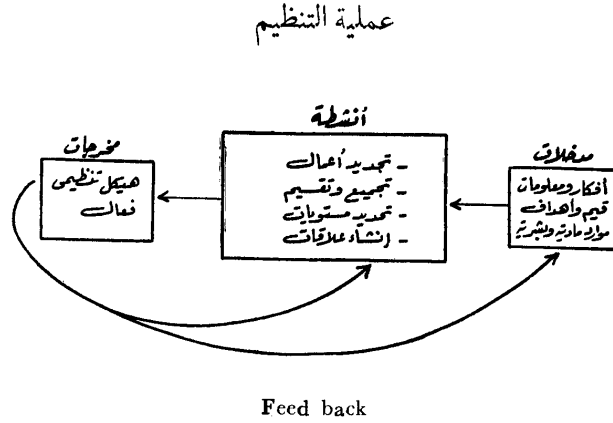 عملية التنظيم
مدخلات
أفكار ومعلومات
قيم وأهداف
موارد مادية وبشرية
أنشطة
- تحديد أعمال
- تجميع وتقسيم
- تحديد مستويات
- إنشاء علاقات
مخرجات
هيكل تنظيمى
فعال
Feed back